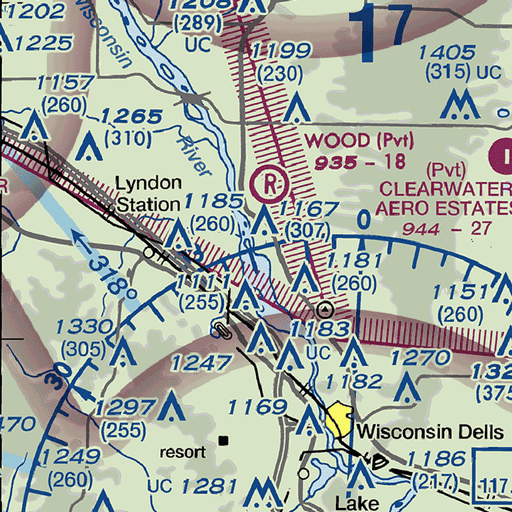 1202
1208
(289)
UC
1225
Wisconsin
1199
(230)
17
1405
(315) UC
1157
(260)
1265
(310)
River
WOOD (Pvt)
935 - 18
R
(Pvt)
CLEARWATER
AERO ESTATES
944 - 27
Lyndon
Station
1185
(260)
1167
(307)
0
318°
(255)
1181
(260)
1151
(260)
1330
(305)
1183
UC
1247
1270
(375)
30
1182
1297
(255)
1169
Wisconsin Dells
470
1249
(260)
resort
UC 1281
1186
(217)
Lake
117